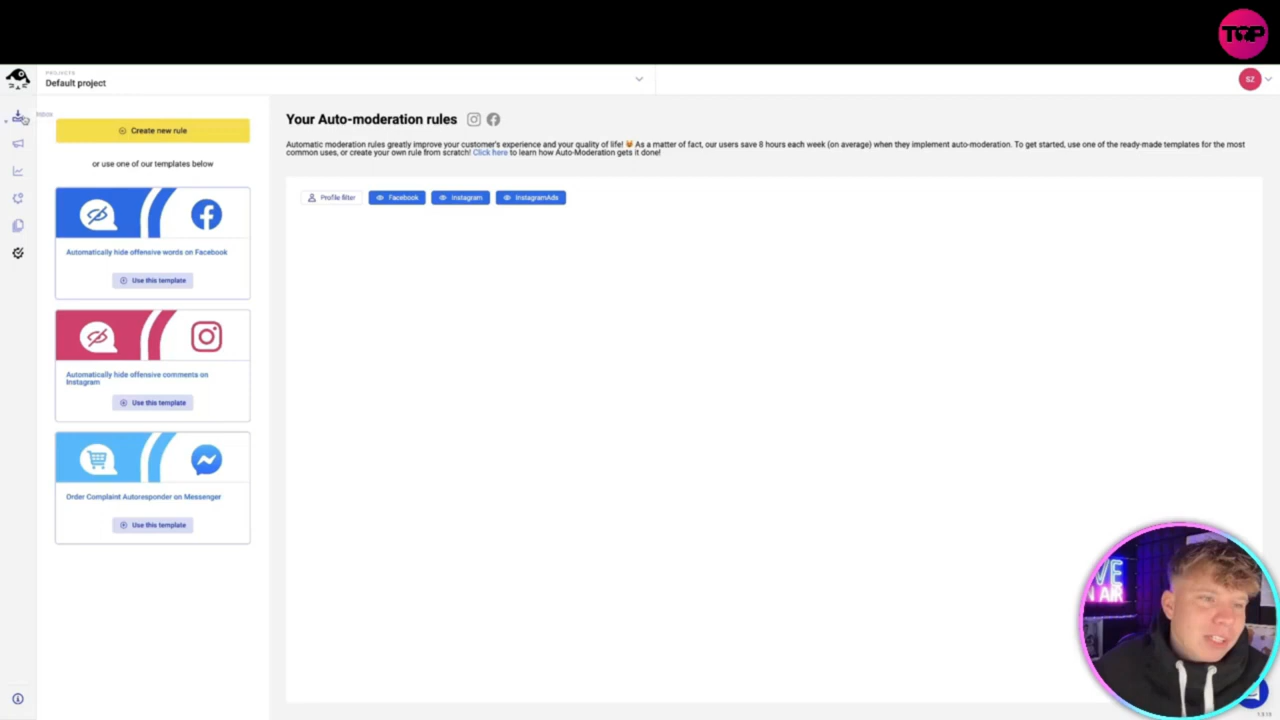 TOP
PROJECTS
Default project
SZ
INBOX
Create new rule
or use one of our templates below
Automatically hide offensive words on Facebook
Use this template
Automatically hide offensive comments on
Instagram
Use this template
Order Complaint Autoresponder on Messenger
Use this template
Your Auto-moderation rules
Automatic moderation rules greatly improve your customer's experience and your quality of life! As a matter of fact, our users save 8 hours each week (on average) when they implement auto-moderation. To get started, use one of the ready-made templates for the most
common uses, or create your own rule from scratch! Click here to learn how Auto-Moderation gets it done!
Profile filter
Facebook
Instagram
InstagramAds
VE
N AIR